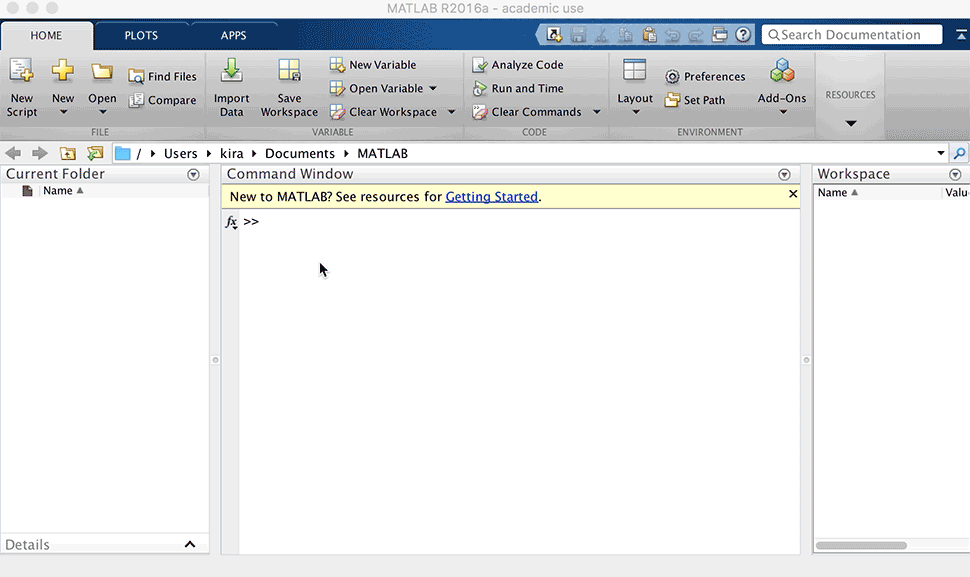 MATLAB R2016a - academic use
HOME PLOTS APPS
Search Documentation
New Script
New
Open
Find Files
Compare
Import Data
Save Workspace
New Variable
Open Variable
Clear Workspace
Analyze Code
Run and Time
Clear Commands
Layout
Preferences
Set Path
Add-Ons
RESOURCES
FILE VARIABLE CODE ENVIRONMENT
/ Users kira Documents MATLAB
Current Folder
Name
Command Window
New to MATLAB? See resources for Getting Started.
fx >>
Workspace
Name Valu
Details